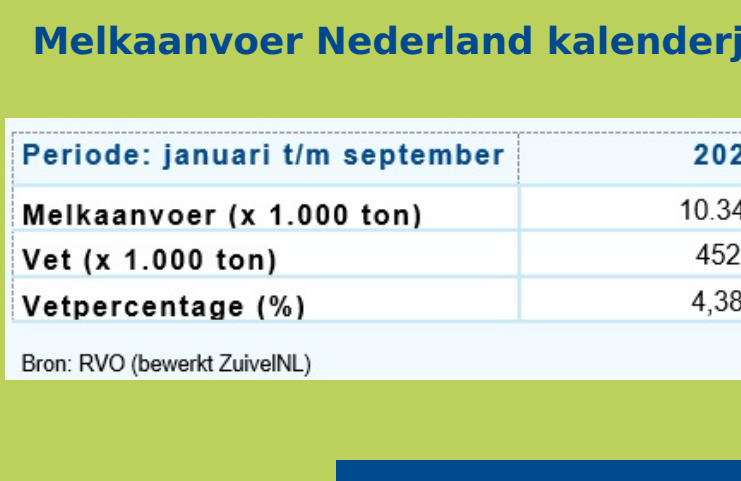 Melkaanvoer Nederland kalenderj
Periode: januari t/m september 202
Melkaanvoer (x 1.000 ton) 10.34
Vet (x 1.000 ton) 452
Vetpercentage (%) 4,38
Bron: RVO (bewerkt ZuivelNL)